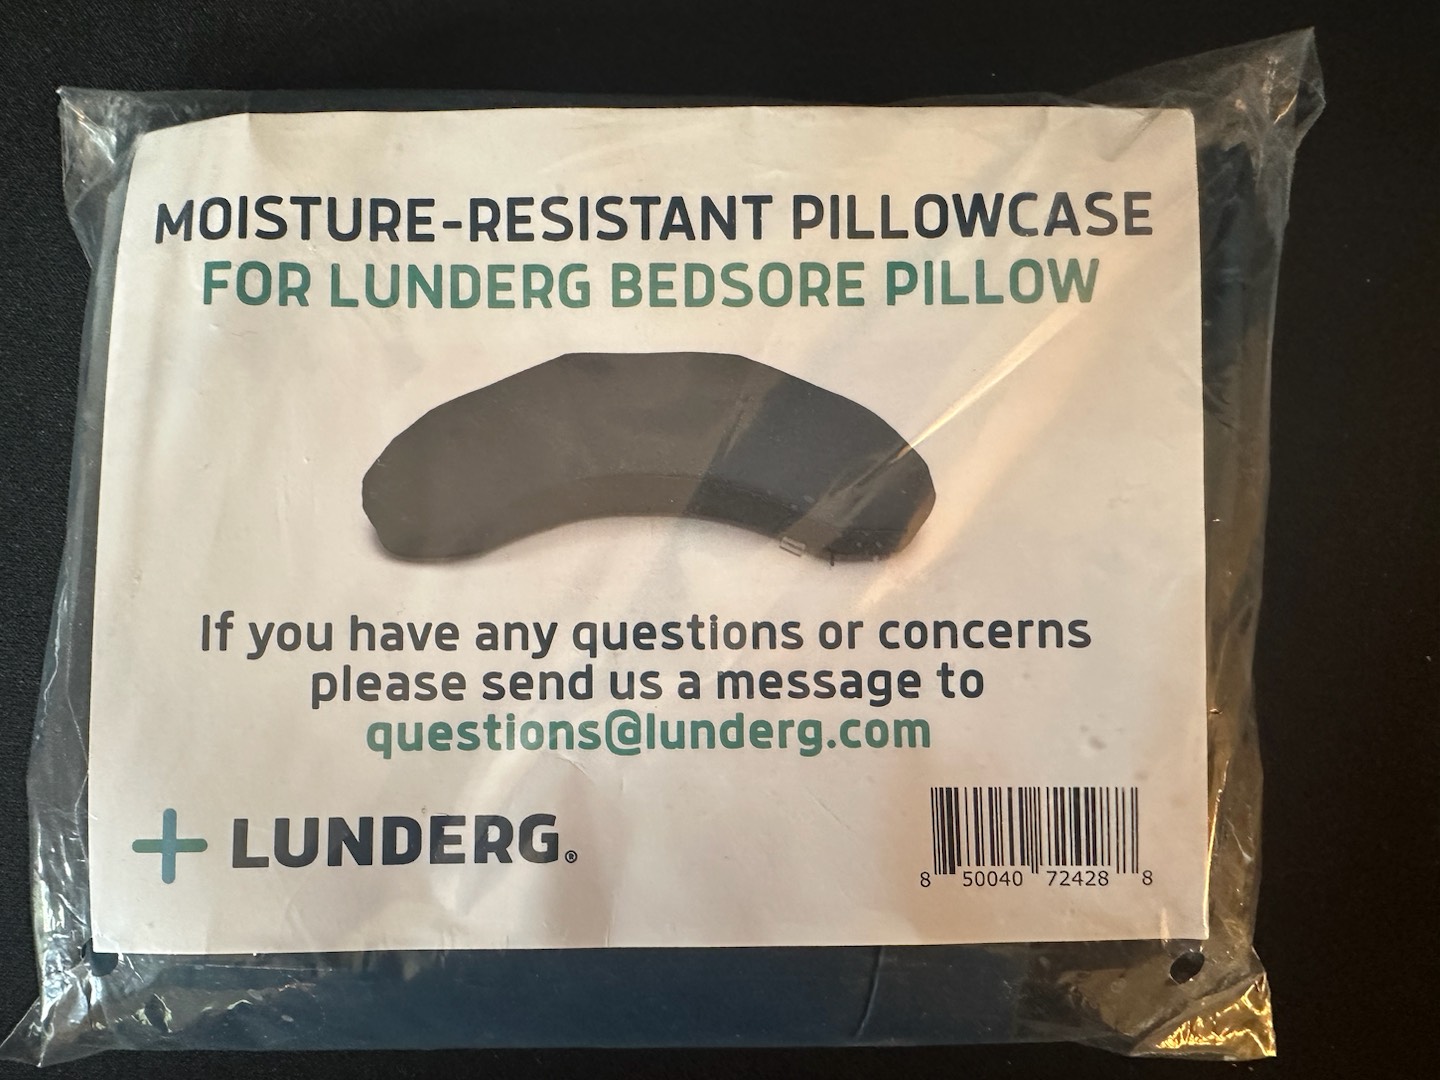 MOISTURE-RESISTANT PILLOWCASE
FOR LUNDERG BEDSORE PILLOW
If you have any questions or concerns
please send us a message to
questions@lunderg.com
LUNDERG®
8 50040 72428 8